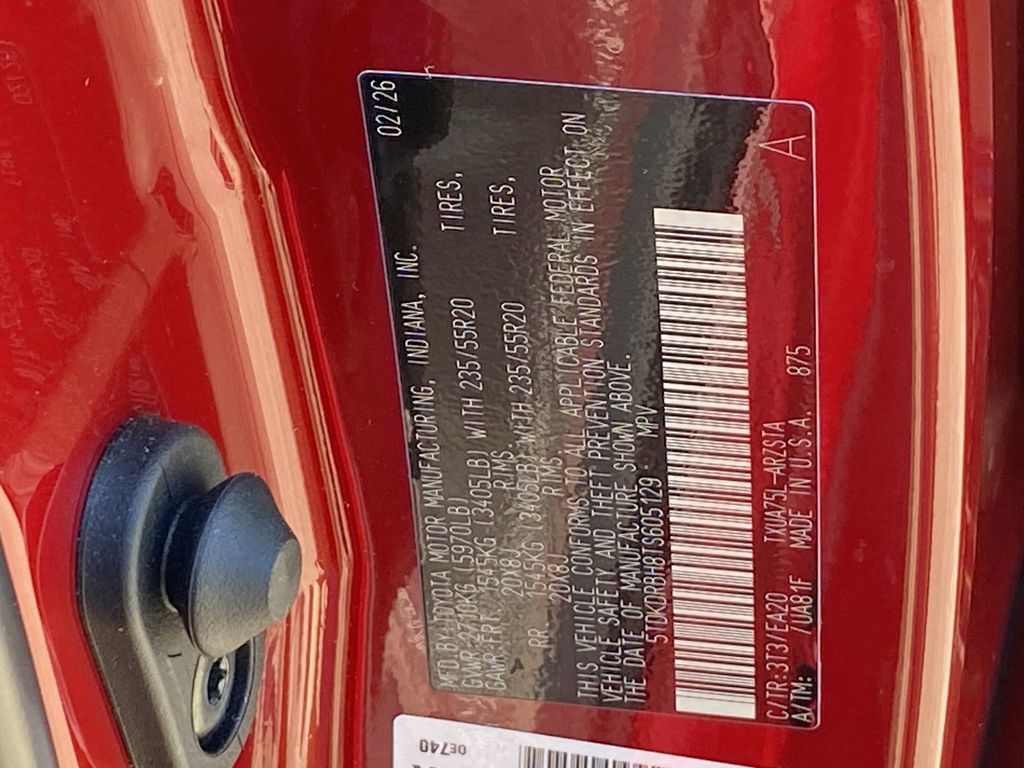 02/26
MFD.BY:TOYOTA MOTOR MANUFACTURING, INDIANA, INC.
GVWR:2710KG (5970LB)
GAWR:FRT. 1545KG (3405LB) WITH 235/55R20 TIRES,
20X8J RIMS
RR 1545KG (3405LB) WITH 235/55R20 TIRES,
20X8J RIMS
THIS VEHICLE CONFORMS TO ALL APPLICABLE FEDERAL MOTOR
VEHICLE SAFETY AND THEFT PREVENTION STANDARDS IN EFFECT ON
THE DATE OF MANUFACTURE SHOWN ABOVE.
MPV
C/TR:3T3/EA20 TXUA75L-ARZSTA
A/TM: /UA81F MADE IN U.S.A. 875
A
0E740